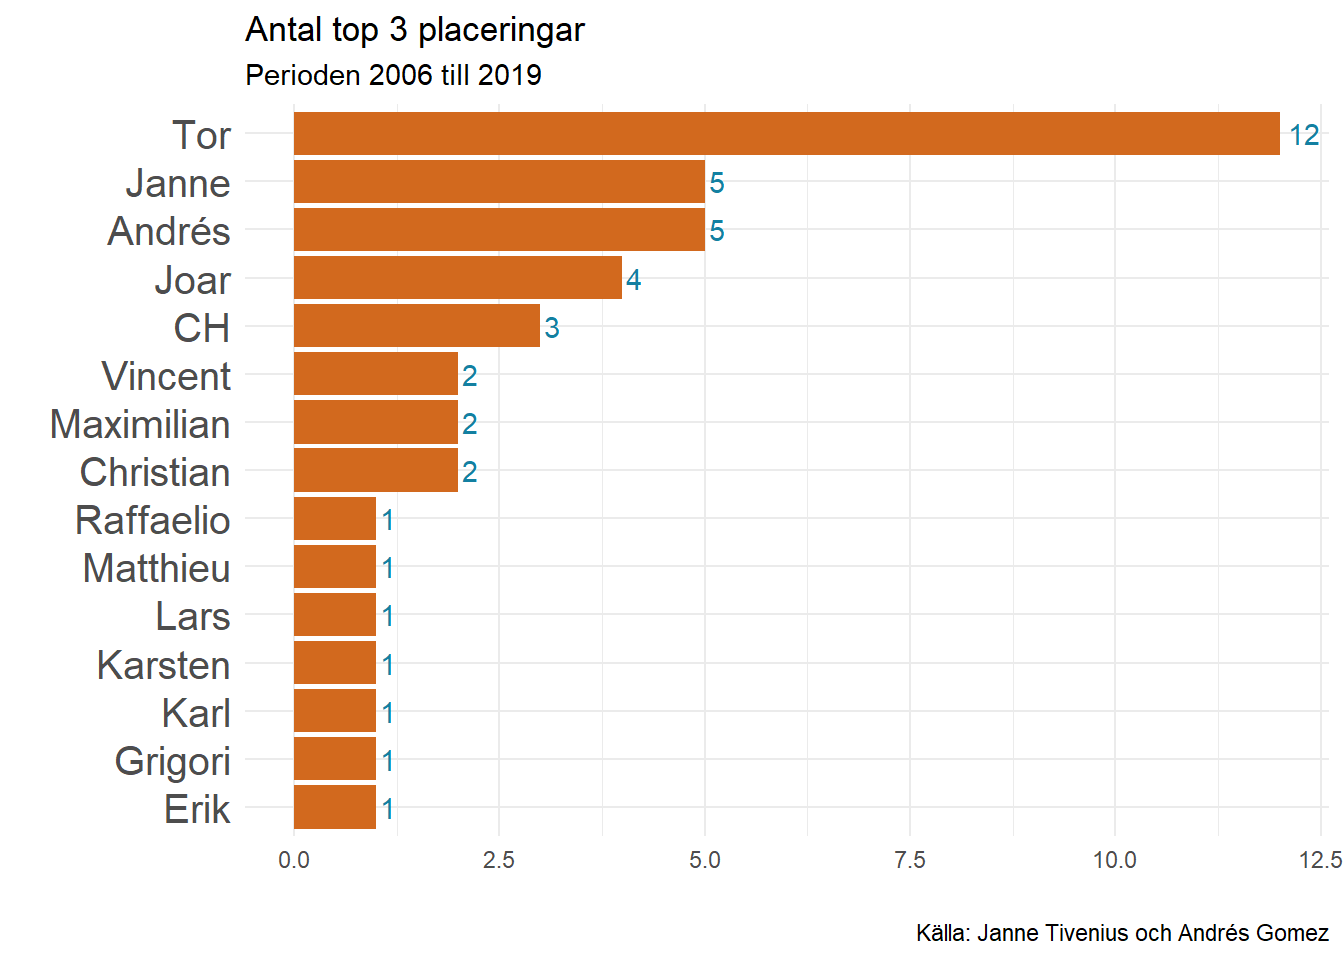 Antal top 3 placeringar
Perioden 2006 till 2019
Tor 12
Janne 5
Andrés 5
Joar 4
CH 3
Vincent 2
Maximilian 2
Christian 2
Raffaelio 1
Matthieu 1
Lars 1
Karsten 1
Karl 1
Grigori 1
Erik 1
0.0 2.5 5.0 7.5 10.0 12.5
Källa: Janne Tivenius och Andrés Gomez